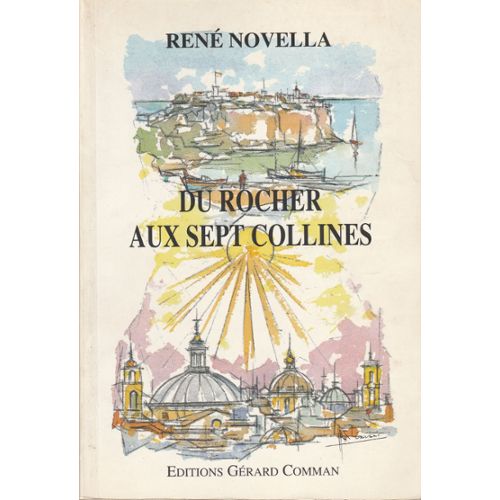 RENÉ NOVELLA
DU ROCHER
AUX SEPT COLLINES
EDITIONS GÉRARD COMMAN